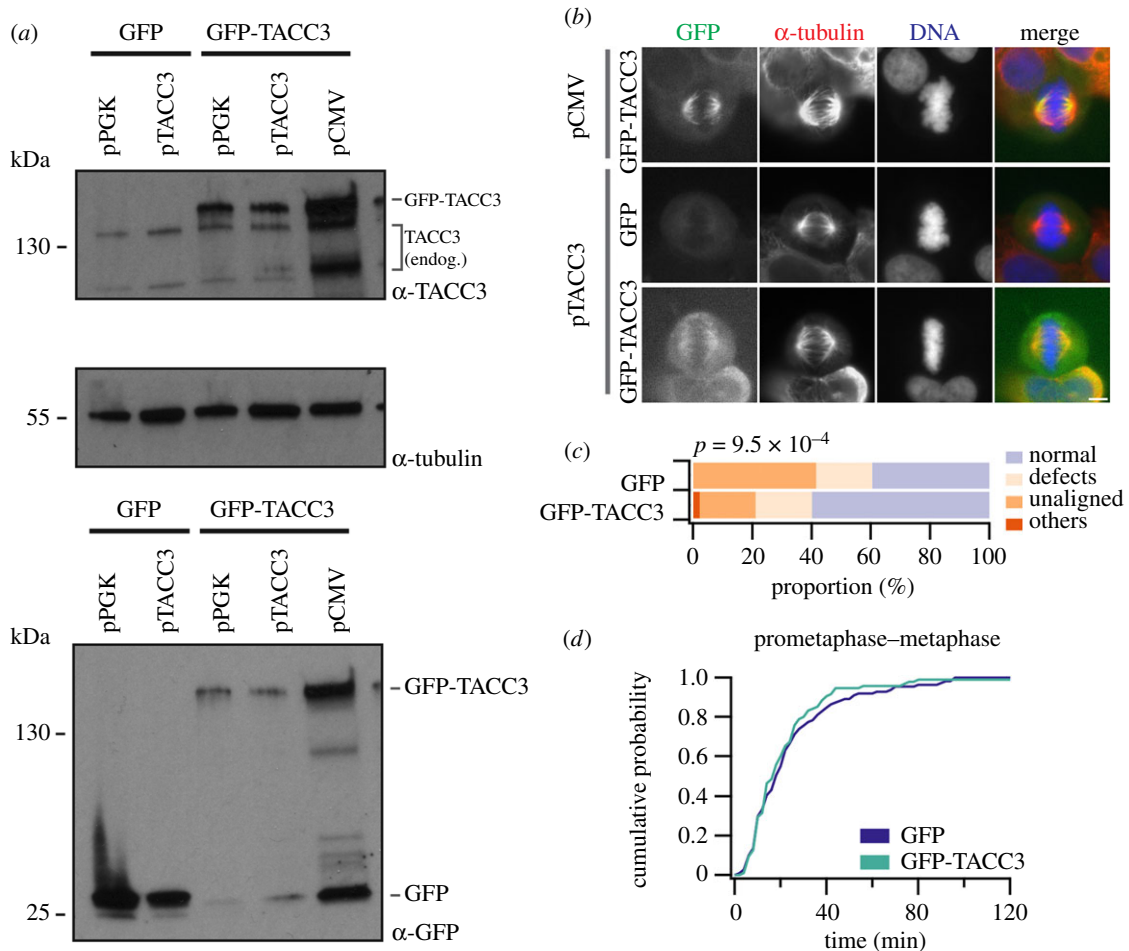 (a)
GFP
GFP-TACC3
pPGK
pTACC3
pPGK
pTACC3
pCMV
kDa
130
GFP-TACC3
TACC3
(endog.)
α-TACC3
55
α-tubulin
GFP
GFP-TACC3
pPGK
pTACC3
pPGK
pTACC3
pCMV
kDa
130
GFP-TACC3
25
GFP
α-GFP
(b)
GFP
α-tubulin
DNA
merge
pCMV
GFP-TACC3
pTACC3
GFP
GFP-TACC3
(c)
p = 9.5 × 10⁻⁴
GFP
GFP-TACC3
normal
defects
unaligned
others
0 20 40 60 80 100
proportion (%)
(d)
prometaphase–metaphase
cumulative probability
1.0
0.8
0.6
0.4
0.2
0
GFP
GFP-TACC3
0 40 80 120
time (min)